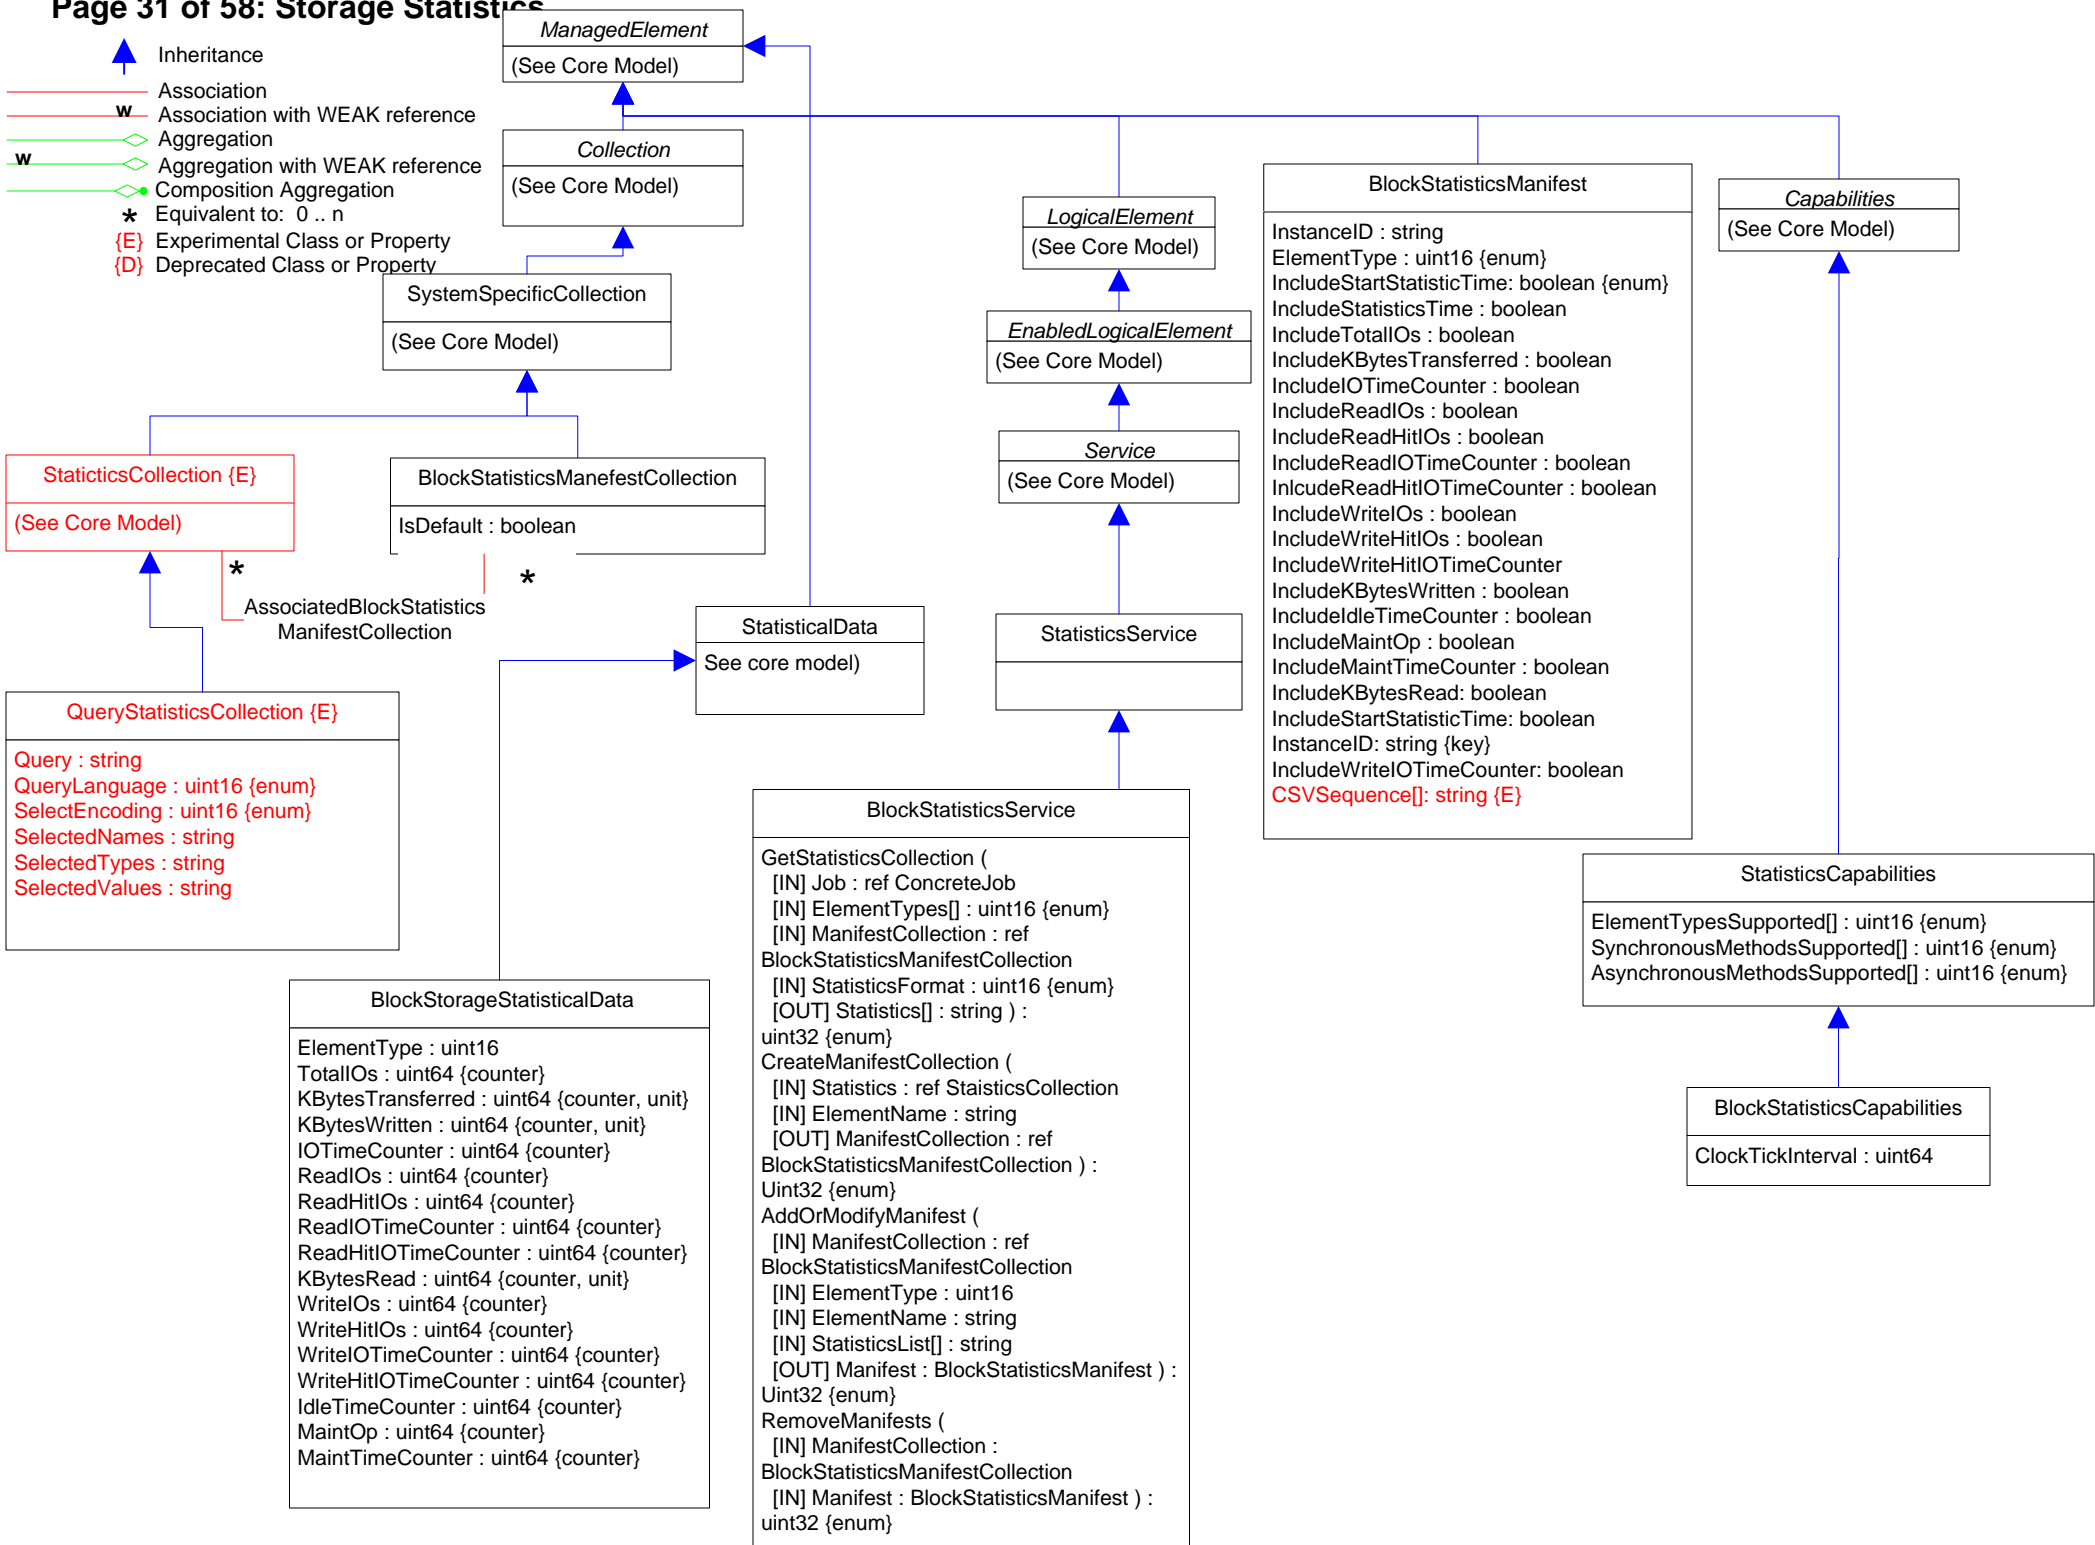 Page 31 of 58: Storage Statistics
Inheritance
Association
w
Association with WEAK reference
Aggregation
w
Aggregation with WEAK reference
Composition Aggregation
* Equivalent to: 0 .. n
{E} Experimental Class or Property
{D} Deprecated Class or Property
ManagedElement
(See Core Model)
Collection
(See Core Model)
SystemSpecificCollection
(See Core Model)
StaticticsCollection {E}
(See Core Model)
BlockStatisticsManefestCollection
IsDefault : boolean
*
*
AssociatedBlockStatistics
ManifestCollection
QueryStatisticsCollection {E}
Query : string
QueryLanguage : uint16 {enum}
SelectEncoding : uint16 {enum}
SelectedNames : string
SelectedTypes : string
SelectedValues : string
StatisticalData
See core model)
BlockStorageStatisticalData
ElementType : uint16
TotalIOs : uint64 {counter}
KBytesTransferred : uint64 {counter, unit}
KBytesWritten : uint64 {counter, unit}
IOTimeCounter : uint64 {counter}
ReadIOs : uint64 {counter}
ReadHitIOs : uint64 {counter}
ReadIOTimeCounter : uint64 {counter}
ReadHitIOTimeCounter : uint64 {counter}
KBytesRead : uint64 {counter, unit}
WriteIOs : uint64 {counter}
WriteHitIOs : uint64 {counter}
WriteIOTimeCounter : uint64 {counter}
WriteHitIOTimeCounter : uint64 {counter}
IdleTimeCounter : uint64 {counter}
MaintOp : uint64 {counter}
MaintTimeCounter : uint64 {counter}
LogicalElement
(See Core Model)
EnabledLogicalElement
(See Core Model)
Service
(See Core Model)
StatisticsService
BlockStatisticsService
GetStatisticsCollection (
[IN] Job : ref ConcreteJob
[IN] ElementTypes[] : uint16 {enum}
[IN] ManifestCollection : ref
BlockStatisticsManifestCollection
[IN] StatisticsFormat : uint16 {enum}
[OUT] Statistics[] : string ) :
uint32 {enum}
CreateManifestCollection (
[IN] Statistics : ref StaisticsCollection
[IN] ElementName : string
[OUT] ManifestCollection : ref
BlockStatisticsManifestCollection ) :
Uint32 {enum}
AddOrModifyManifest (
[IN] ManifestCollection : ref
BlockStatisticsManifestCollection
[IN] ElementType : uint16
[IN] ElementName : string
[IN] StatisticsList[] : string
[OUT] Manifest : BlockStatisticsManifest ) :
Uint32 {enum}
RemoveManifests (
[IN] ManifestCollection :
BlockStatisticsManifestCollection
[IN] Manifest : BlockStatisticsManifest ) :
uint32 {enum}
BlockStatisticsManifest
InstanceID : string
ElementType : uint16 {enum}
IncludeStartStatisticTime: boolean {enum}
IncludeStatisticsTime : boolean
IncludeTotalIOs : boolean
IncludeKBytesTransferred : boolean
IncludeIOTimeCounter : boolean
IncludeReadIOs : boolean
IncludeReadHitIOs : boolean
IncludeReadIOTimeCounter : boolean
InlcudeReadHitIOTimeCounter : boolean
IncludeWriteIOs : boolean
IncludeWriteHitIOs : boolean
IncludeWriteHitIOTimeCounter
IncludeKBytesWritten : boolean
IncludeIdleTimeCounter : boolean
IncludeMaintOp : boolean
IncludeMaintTimeCounter : boolean
IncludeKBytesRead: boolean
IncludeStartStatisticTime: boolean
InstanceID: string {key}
IncludeWriteIOTimeCounter: boolean
CSVSequence[]: string {E}
Capabilities
(See Core Model)
StatisticsCapabilities
ElementTypesSupported[] : uint16 {enum}
SynchronousMethodsSupported[] : uint16 {enum}
AsynchronousMethodsSupported[] : uint16 {enum}
BlockStatisticsCapabilities
ClockTickInterval : uint64